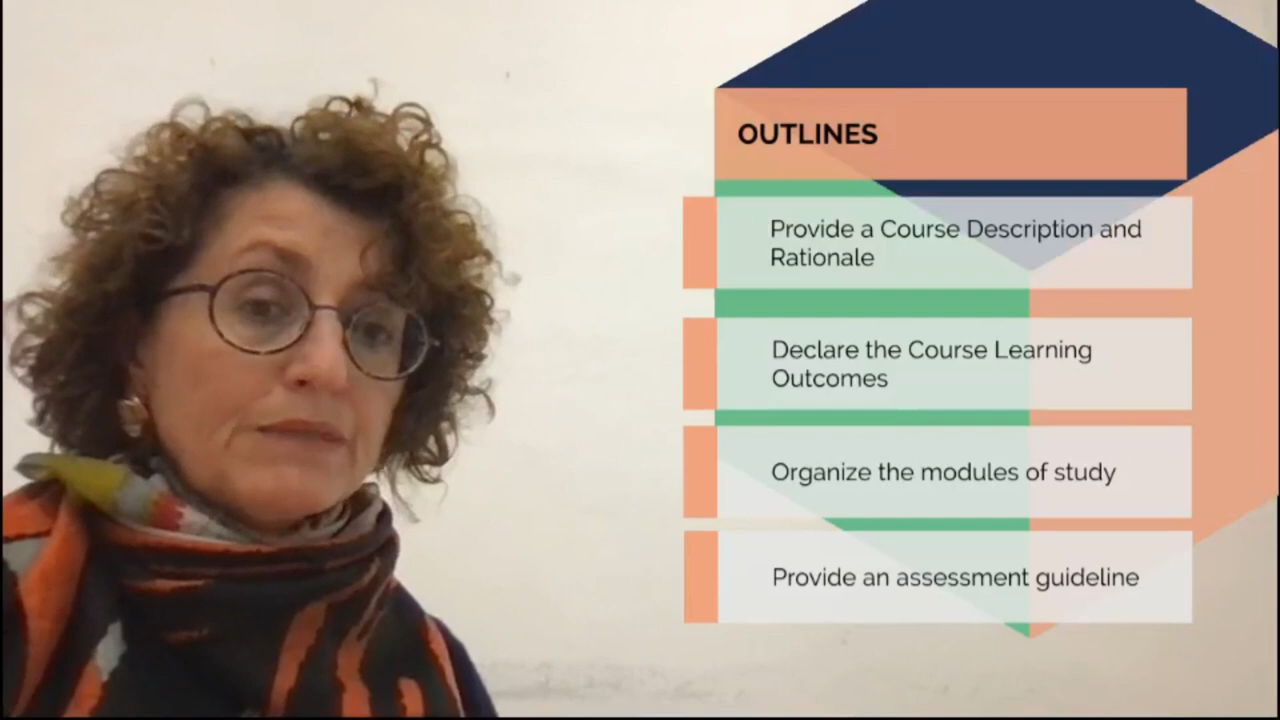 OUTLINES
Provide a Course Description and
Rationale
Declare the Course Learning
Outcomes
Organize the modules of study
Provide an assessment guideline